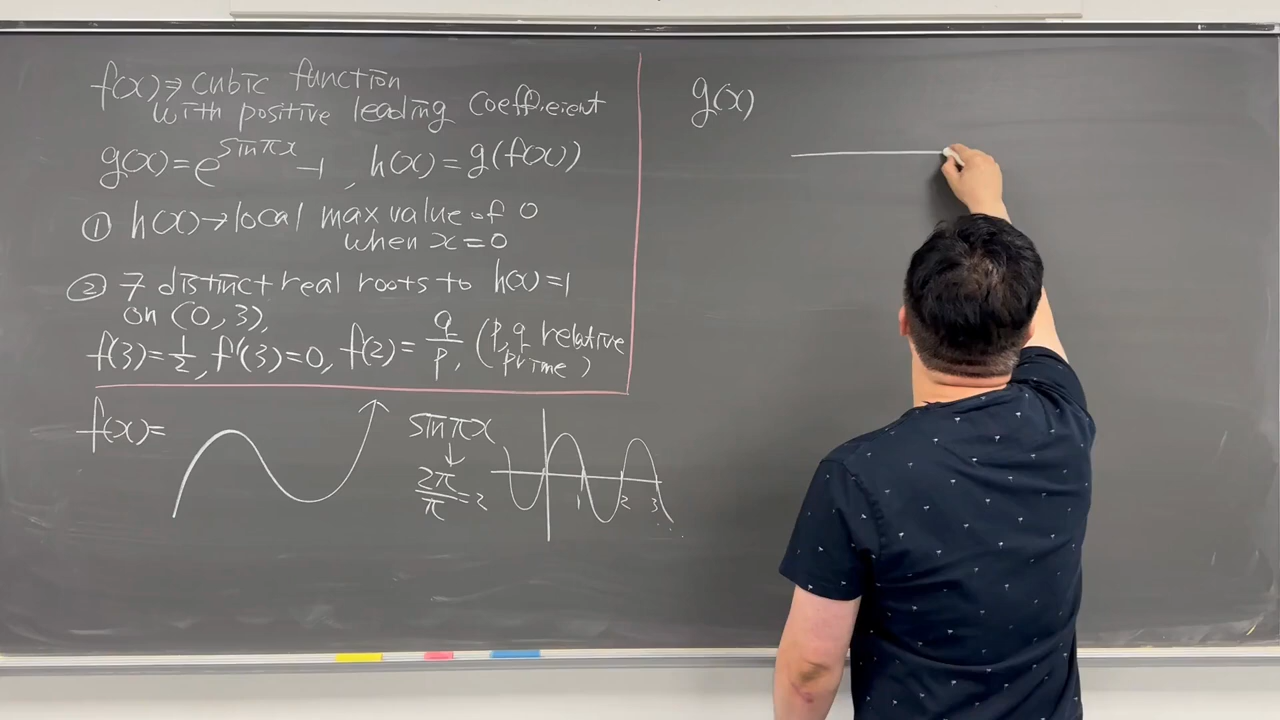 f(x) ⇒ cubic function
with positive leading coefficient
g(x) = e^{sin πx} - 1, h(x) = g(f(x))
① h(x) → local max value of 0
when x = 0
② 7 distinct real roots to h(x) = 1
on (0, 3),
f(3) = 1/2, f'(3) = 0, f(2) = q/p, (p, q relative
prime)
f(x) =
sin πx
↓
2π/π = 2
1 2 3 ...
g(x)